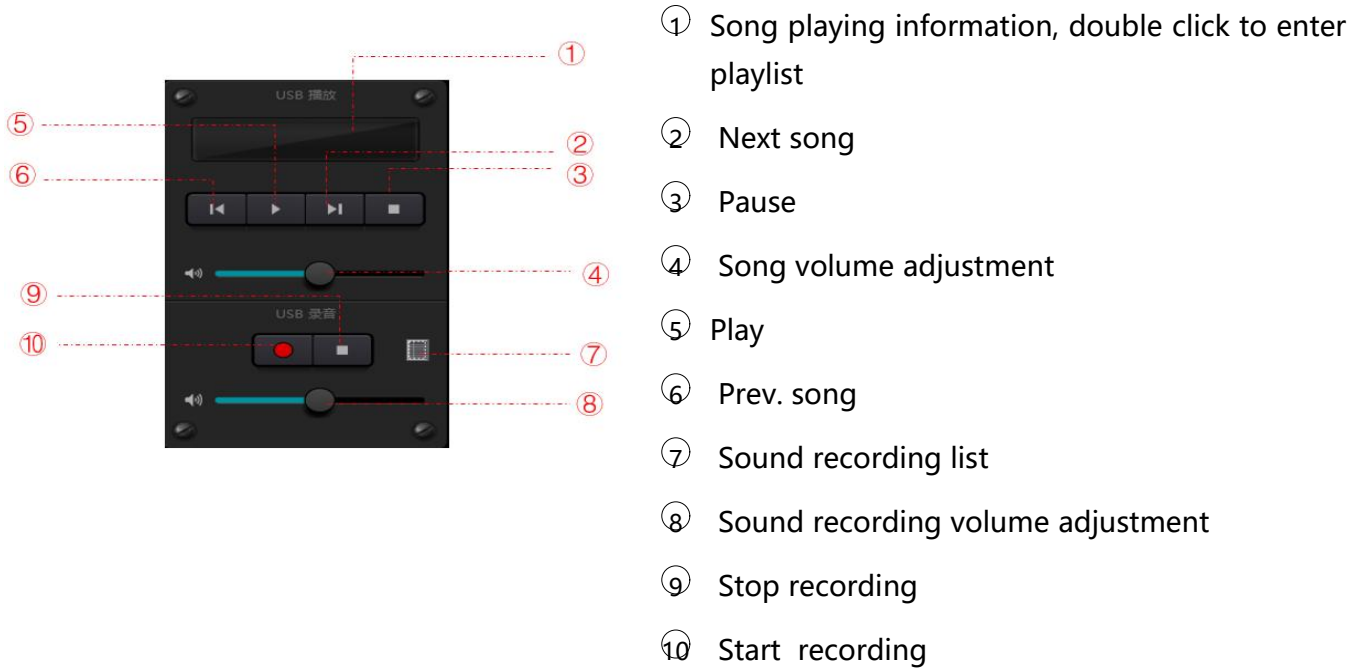 ①
⑤
②
⑥
③
④
⑨
⑩
⑦
⑧
USB 播放
USB 录音
① Song playing information, double click to enter
playlist
② Next song
③ Pause
④ Song volume adjustment
⑤ Play
⑥ Prev. song
⑦ Sound recording list
⑧ Sound recording volume adjustment
⑨ Stop recording
⑩ Start recording